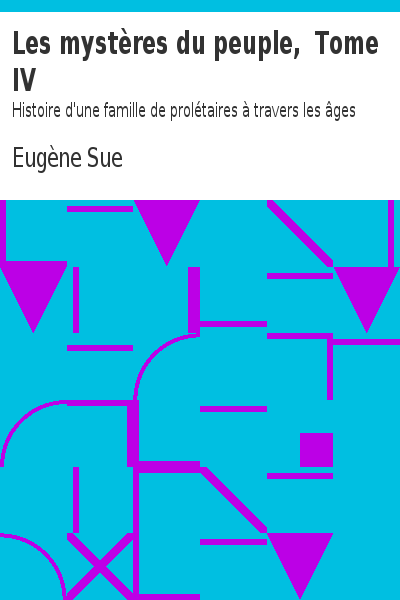 Les mystères du peuple, Tome
IV
Histoire d'une famille de prolétaires à travers les âges
Eugène Sue